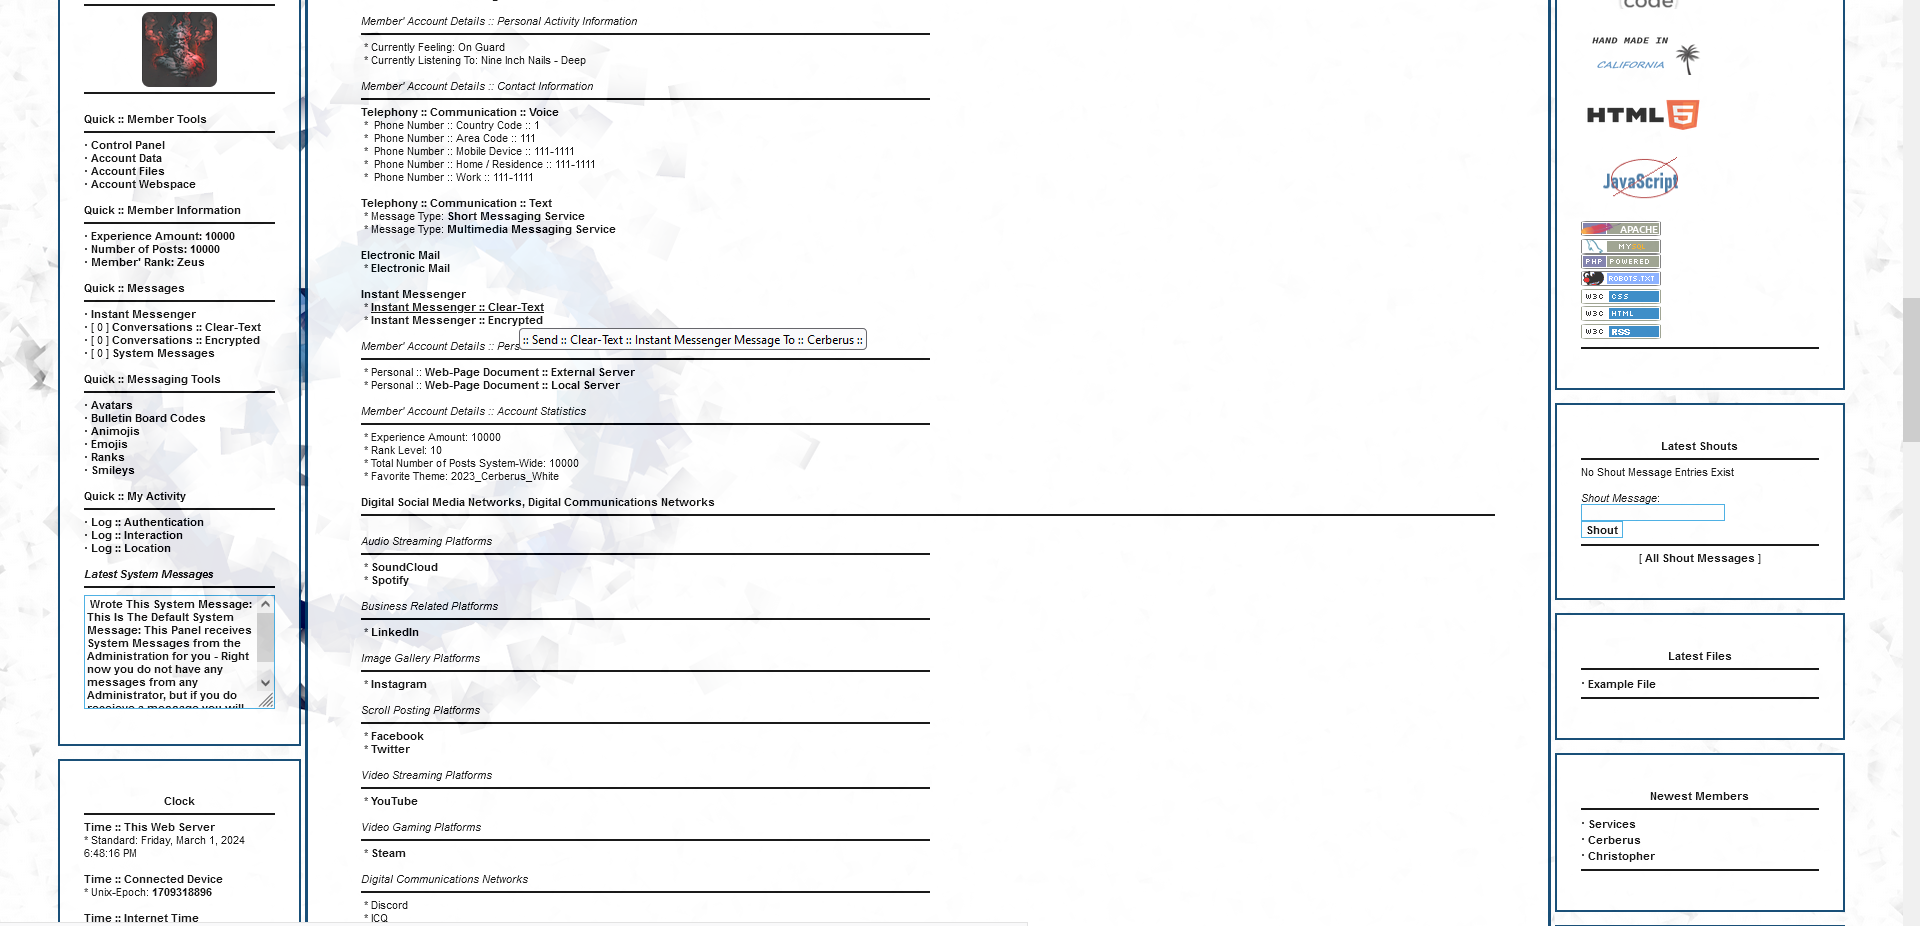 Quick :: Member Tools
· Control Panel
· Account Data
· Account Files
· Account Webspace
Quick :: Member Information
· Experience Amount: 10000
· Number of Posts: 10000
· Member' Rank: Zeus
Quick :: Messages
· Instant Messenger
· [ 0 ] Conversations :: Clear-Text
· [ 0 ] Conversations :: Encrypted
· [ 0 ] System Messages
Quick :: Messaging Tools
· Avatars
· Bulletin Board Codes
· Animojis
· Emojis
· Ranks
· Smileys
Quick :: My Activity
· Log :: Authentication
· Log :: Interaction
· Log :: Location
Latest System Messages
Wrote This System Message:
This Is The Default System
Message: This Panel receives
System Messages from the
Administration for you - Right
now you do not have any
messages from any
Administrator, but if you do
Clock
Time :: This Web Server
* Standard: Friday, March 1, 2024
6:48:16 PM
Time :: Connected Device
* Unix-Epoch: 1709318896
Time :: Internet Time
Member' Account Details :: Personal Activity Information
* Currently Feeling: On Guard
* Currently Listening To: Nine Inch Nails - Deep
Member' Account Details :: Contact Information
Telephony :: Communication :: Voice
* Phone Number :: Country Code :: 1
* Phone Number :: Area Code :: 111
* Phone Number :: Mobile Device :: 111-1111
* Phone Number :: Home / Residence :: 111-1111
* Phone Number :: Work :: 111-1111
Telephony :: Communication :: Text
* Message Type: Short Messaging Service
* Message Type: Multimedia Messaging Service
Electronic Mail
* Electronic Mail
Instant Messenger
* Instant Messenger :: Clear-Text
* Instant Messenger :: Encrypted
:: Send :: Clear-Text :: Instant Messenger Message To :: Cerberus ::
Member' Account Details :: Pers
* Personal :: Web-Page Document :: External Server
* Personal :: Web-Page Document :: Local Server
Member' Account Details :: Account Statistics
* Experience Amount: 10000
* Rank Level: 10
* Total Number of Posts System-Wide: 10000
* Favorite Theme: 2023_Cerberus_White
Digital Social Media Networks, Digital Communications Networks
Audio Streaming Platforms
* SoundCloud
* Spotify
Business Related Platforms
* LinkedIn
Image Gallery Platforms
* Instagram
Scroll Posting Platforms
* Facebook
* Twitter
Video Streaming Platforms
* YouTube
Video Gaming Platforms
* Steam
Digital Communications Networks
* Discord
* ICQ
code
HAND MADE IN
CALIFORNIA
HTML 5
JavaScript
APACHE
MYSQL
PHP POWERED
ROBOTS.TXT
W3C CSS
W3C HTML
W3C RSS
Latest Shouts
No Shout Message Entries Exist
Shout Message:
Shout
[ All Shout Messages ]
Latest Files
· Example File
Newest Members
· Services
· Cerberus
· Christopher